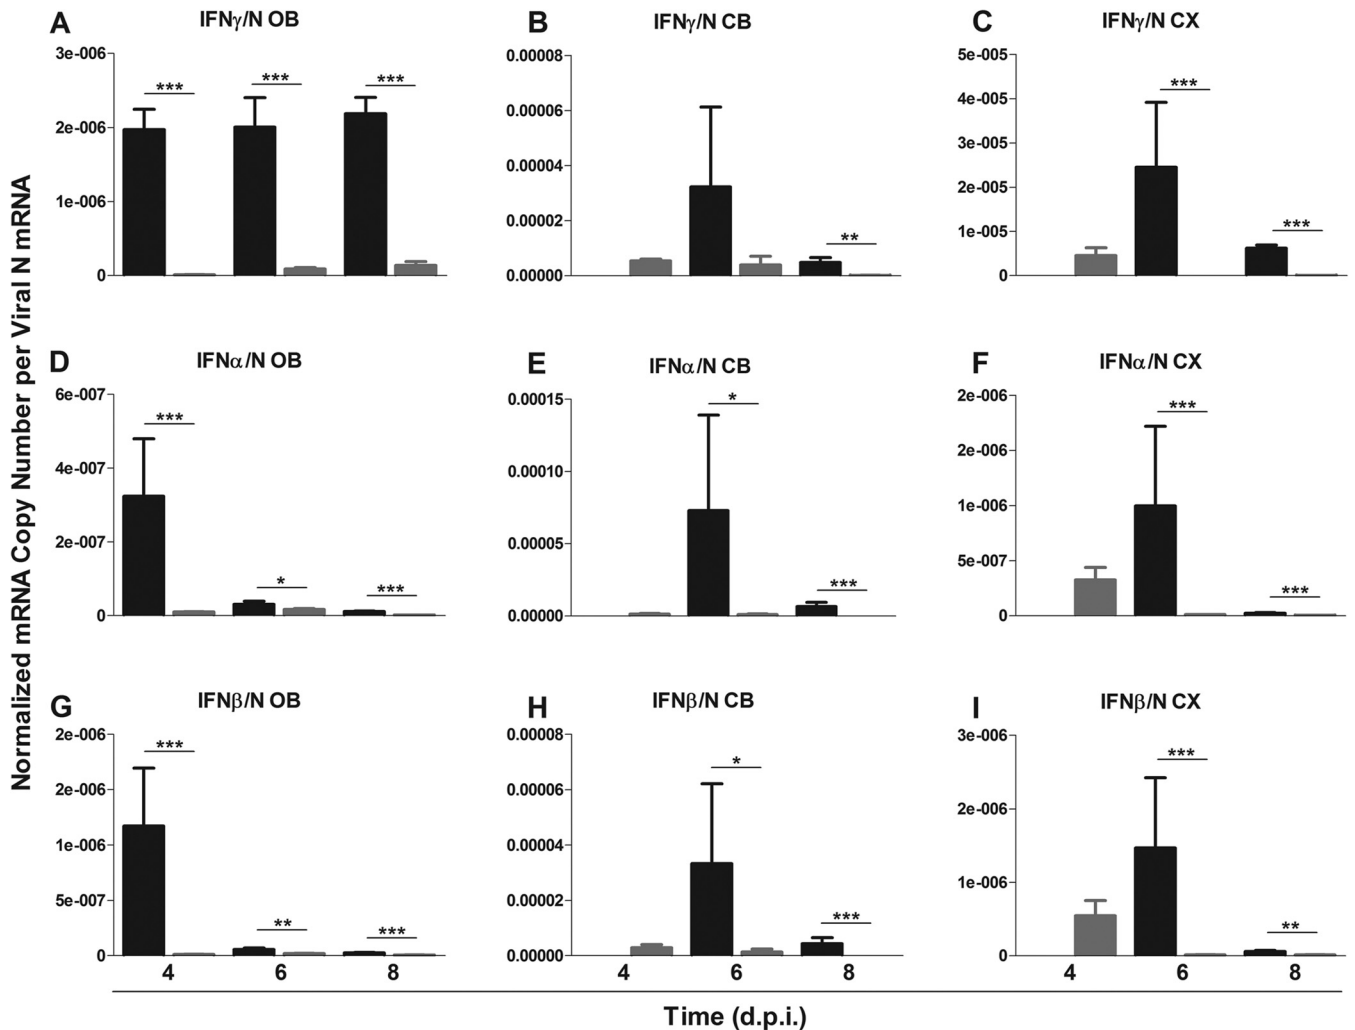 Normalized mRNA Copy Number per Viral N mRNA
A
IFNγ/N OB
3e-006
2e-006
1e-006
0
***
***
***
B
IFNγ/N CB
0.00008
0.00006
0.00004
0.00002
0.00000
**
C
IFNγ/N CX
5e-005
4e-005
3e-005
2e-005
1e-005
0
***
***
D
IFNα/N OB
6e-007
4e-007
2e-007
0
***
*
***
E
IFNα/N CB
0.00015
0.00010
0.00005
0.00000
*
***
F
IFNα/N CX
2e-006
2e-006
1e-006
5e-007
0
***
***
G
IFNβ/N OB
2e-006
2e-006
1e-006
5e-007
0
***
**
***
4 6 8
H
IFNβ/N CB
0.00008
0.00006
0.00004
0.00002
0.00000
*
***
4 6 8
I
IFNβ/N CX
3e-006
2e-006
1e-006
0
***
**
4 6 8
Time (d.p.i.)